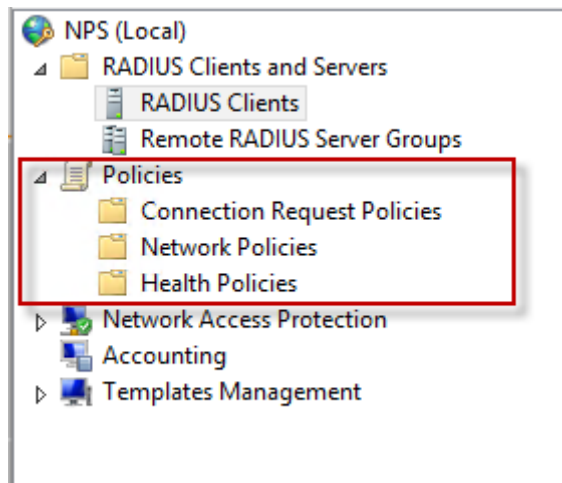 NPS (Local)
RADIUS Clients and Servers
RADIUS Clients
Remote RADIUS Server Groups
Policies
Connection Request Policies
Network Policies
Health Policies
Network Access Protection
Accounting
Templates Management